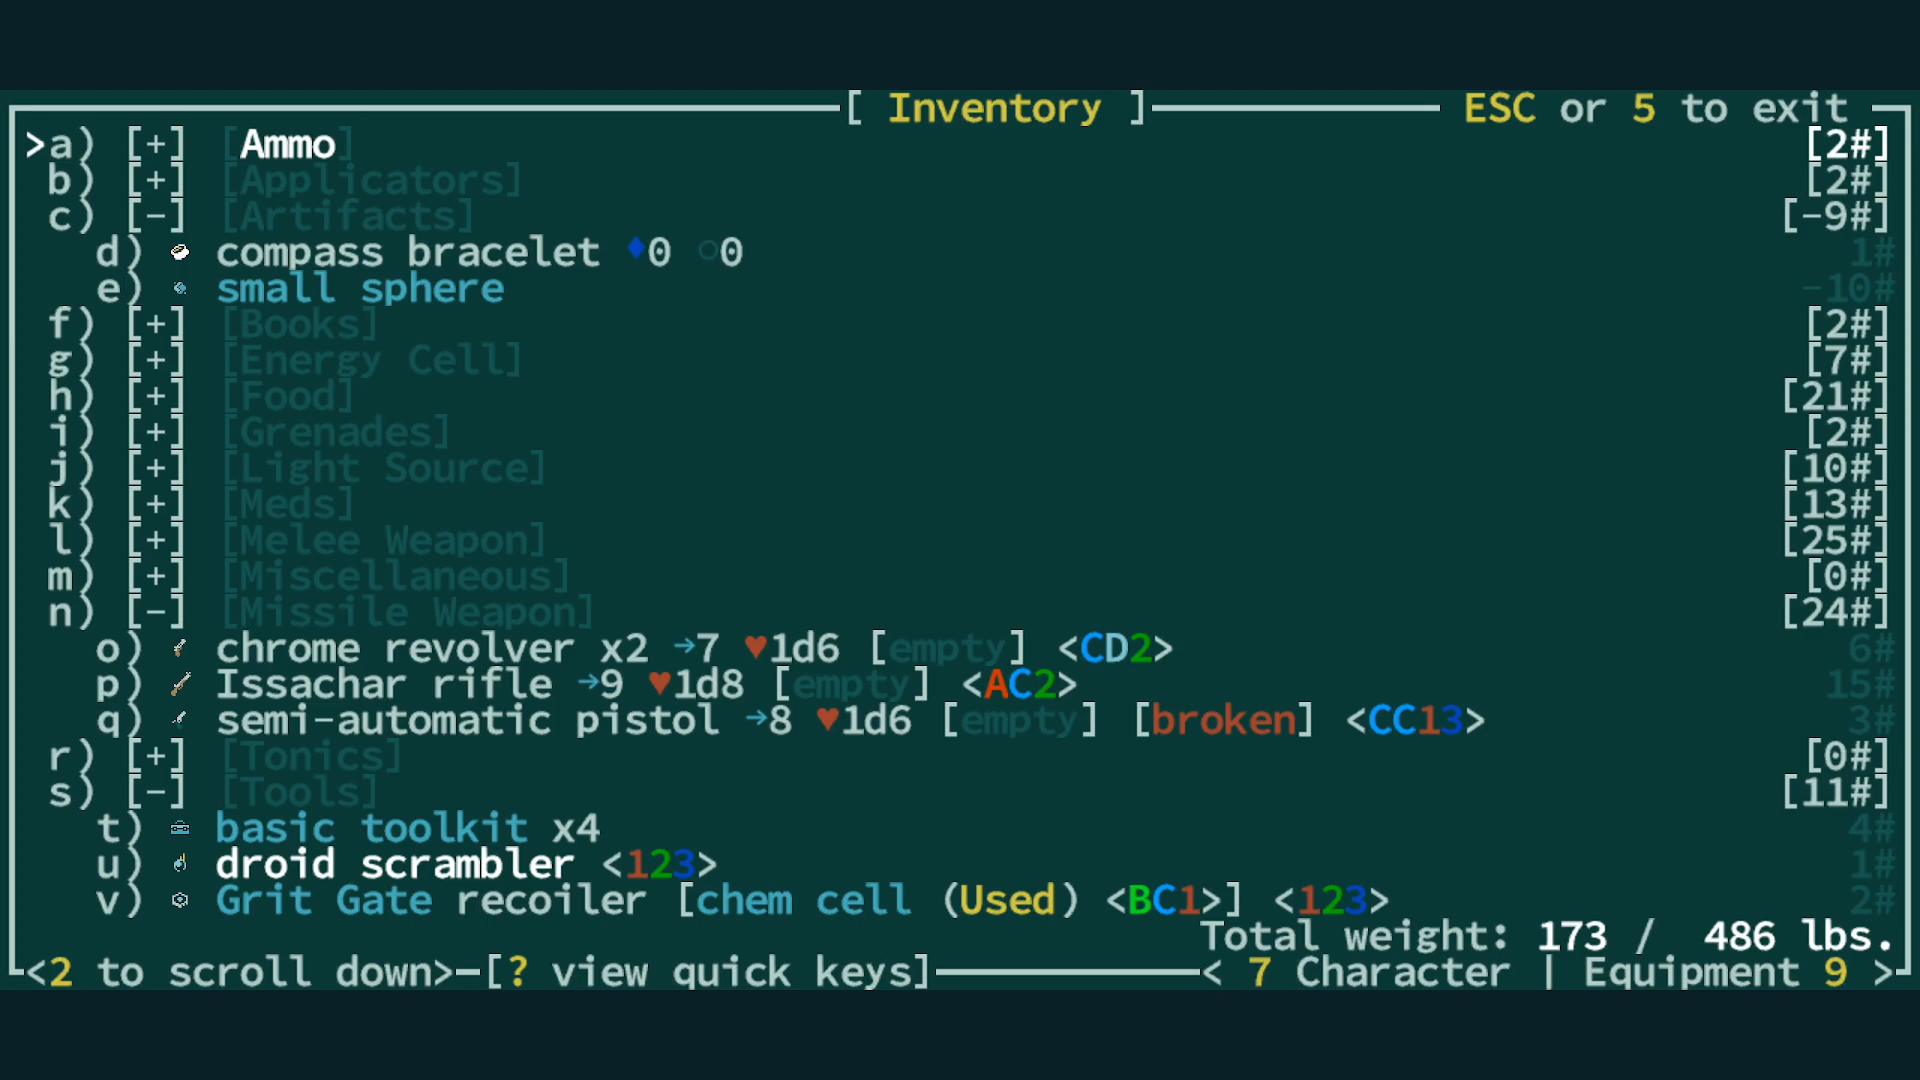 [ Inventory ] ESC or 5 to exit
>a) [+] [Ammo] [2#]
b) [+] [Applicators] [2#]
c) [-] [Artifacts] [-9#]
d) compass bracelet ♦0 ○0 1#
e) small sphere -10#
f) [+] [Books] [2#]
g) [+] [Energy Cell] [7#]
h) [+] [Food] [21#]
i) [+] [Grenades] [2#]
j) [+] [Light Source] [10#]
k) [+] [Meds] [13#]
l) [+] [Melee Weapon] [25#]
m) [+] [Miscellaneous] [0#]
n) [-] [Missile Weapon] [24#]
o) chrome revolver x2 →7 ♥1d6 [empty] <CD2> 6#
p) Issachar rifle →9 ♥1d8 [empty] <AC2> 15#
q) semi-automatic pistol →8 ♥1d6 [empty] [broken] <CC13> 3#
r) [+] [Tonics] [0#]
s) [-] [Tools] [11#]
t) basic toolkit x4 4#
u) droid scrambler <123> 1#
v) Grit Gate recoiler [chem cell (Used) <BC1>] <123> 2#
Total weight: 173 / 486 lbs.
<2 to scroll down> [? view quick keys] < 7 Character | Equipment 9 >